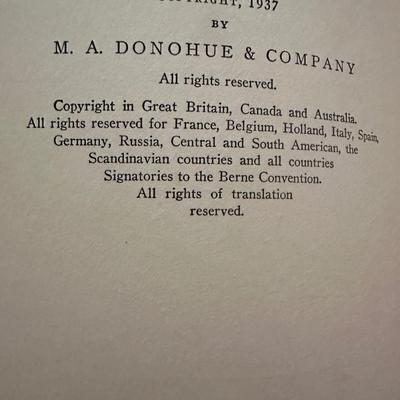 COPYRIGHT, 1937
BY
M. A. DONOHUE & COMPANY
All rights reserved.
Copyright in Great Britain, Canada and Australia.
All rights reserved for France, Belgium, Holland, Italy, Spain,
Germany, Russia, Central and South American, the
Scandinavian countries and all countries
Signatories to the Berne Convention.
All rights of translation
reserved.